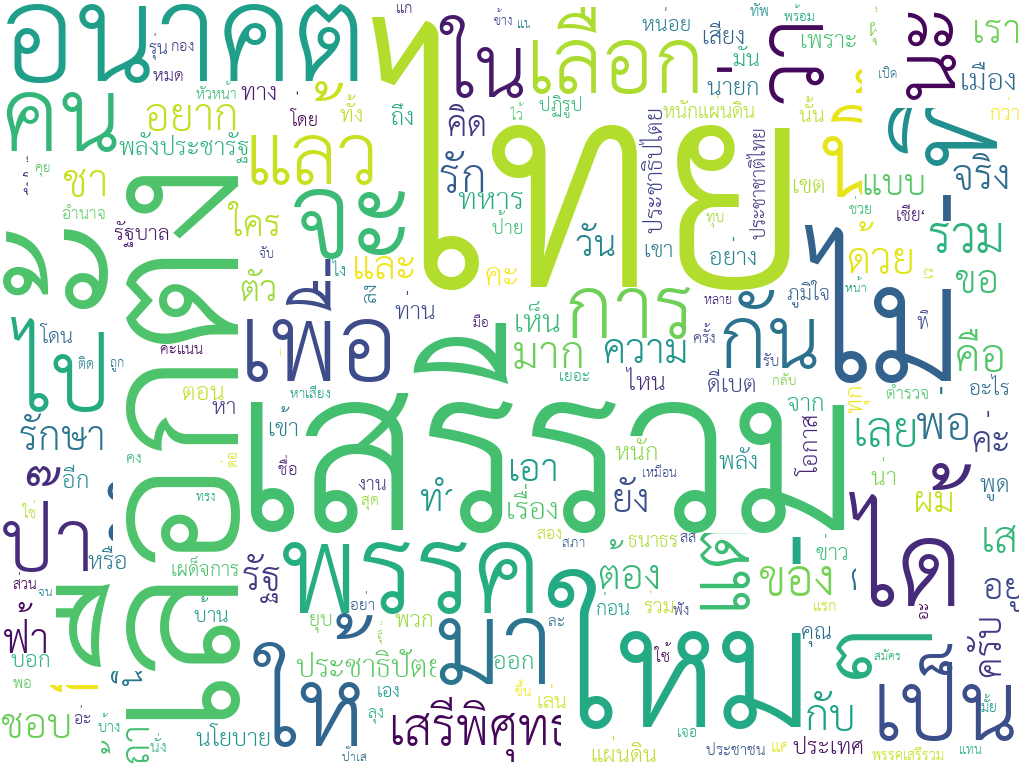 อนาคต
แก
รุ่น
กอง
หมด
ใน
ข้าง
เลือก
หน่อย
เสียง
มัน
นายก
ทัพ
พร้อม
เพราะ
ว่า
เปิด
นะ
เรา
เมือง
กว่า
คน
หัวหน้า
ทาง
อยาก
โดย
ทั้ง
ถึง
คิด
ไว้
ปฏิรูป
หนักแผ่นดิน
นั้น
พลังประชารัฐ
แลว
ไทย
รัก
ทหาร
ป้าย
ประชาธิปไตย
ประชาชาติไทย
เขต
แบบ
จริง
คุย
ชา
อำนาจ
รัฐบาล
ใคร
จะ
จับ
และ
คะ
วัน
เขา
อย่าง
ทุบ
ช่วย
ด้วย
ร่วม
ขอ
ตัว
ท่าน
หลาย
ภูมิใจ
หน้า
ไม่
ไป
โดน
ติด
ถูก
คะแนน
เพื่อ
มือ
เห็น
การ
มาก
ความ
ครั้ง
กัน
รับ
คือ
เยอะ
ไหน
ดีเบต
กลับ
ตำรวจ
อะไร
ตอน
หา
หาเสียง
จาก
ทุก
รักษา
เลือกตั้ง
เข้า
เสรีรวม
โอกาส
เลย
พอ
ค่ะ
คง
ชื่อ
หนัก
พลัง
น่า
พูด
อีก
ทรง
งาน
สุด
เอา
เหมือน
ยัง
เรื่อง
ผม
ใช่
ป๊า
หรือ
ได้
เส
ส่วน
จน
เผด็จการ
รัฐ
พรรค
สอง
สภา
ธนาธร
ต้อง
ของ
ข่าว
แรก
ฟ้า
บอก
พอ
บ้าน
ยุบ
อย่า
พวก
มา
ละ
ก่อน
ร่วม
ฟัง
ใช้
คุณ
สมัคร
ครับ
ประชาธิปัตย
ออก
ให้
เอง
ลุง
ขึ้น
เล่น
ใหม่
กับ
เป็น
มั้ย
ชอบ
อ่ะ
บ้าง
นั่ง
นโยบาย
ป๊าเส
เสรีพิศุทธ
เจอ
แผ่นดิน
ประชาชน
ประเทศ
พรรคเสรีรวม
แทน